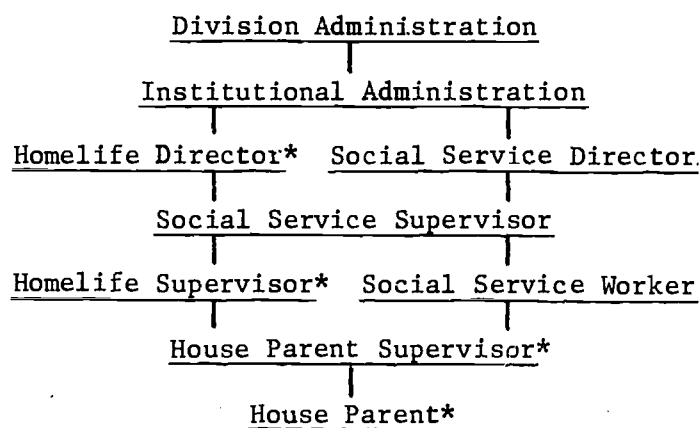 Division Administration
Institutional Administration
Homelife Director* Social Service Director
Social Service Supervisor
Homelife Supervisor* Social Service Worker
House Parent Supervisor*
House Parent*